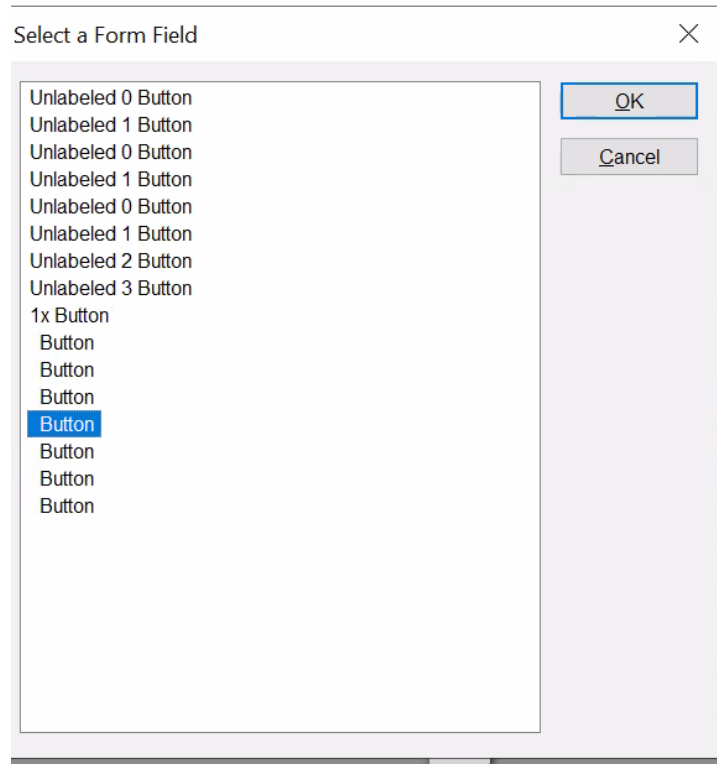 Select a Form Field
Unlabeled 0 Button
Unlabeled 1 Button
Unlabeled 0 Button
Unlabeled 1 Button
Unlabeled 0 Button
Unlabeled 1 Button
Unlabeled 2 Button
Unlabeled 3 Button
1x Button
Button
Button
Button
Button
Button
Button
Button
OK
Cancel